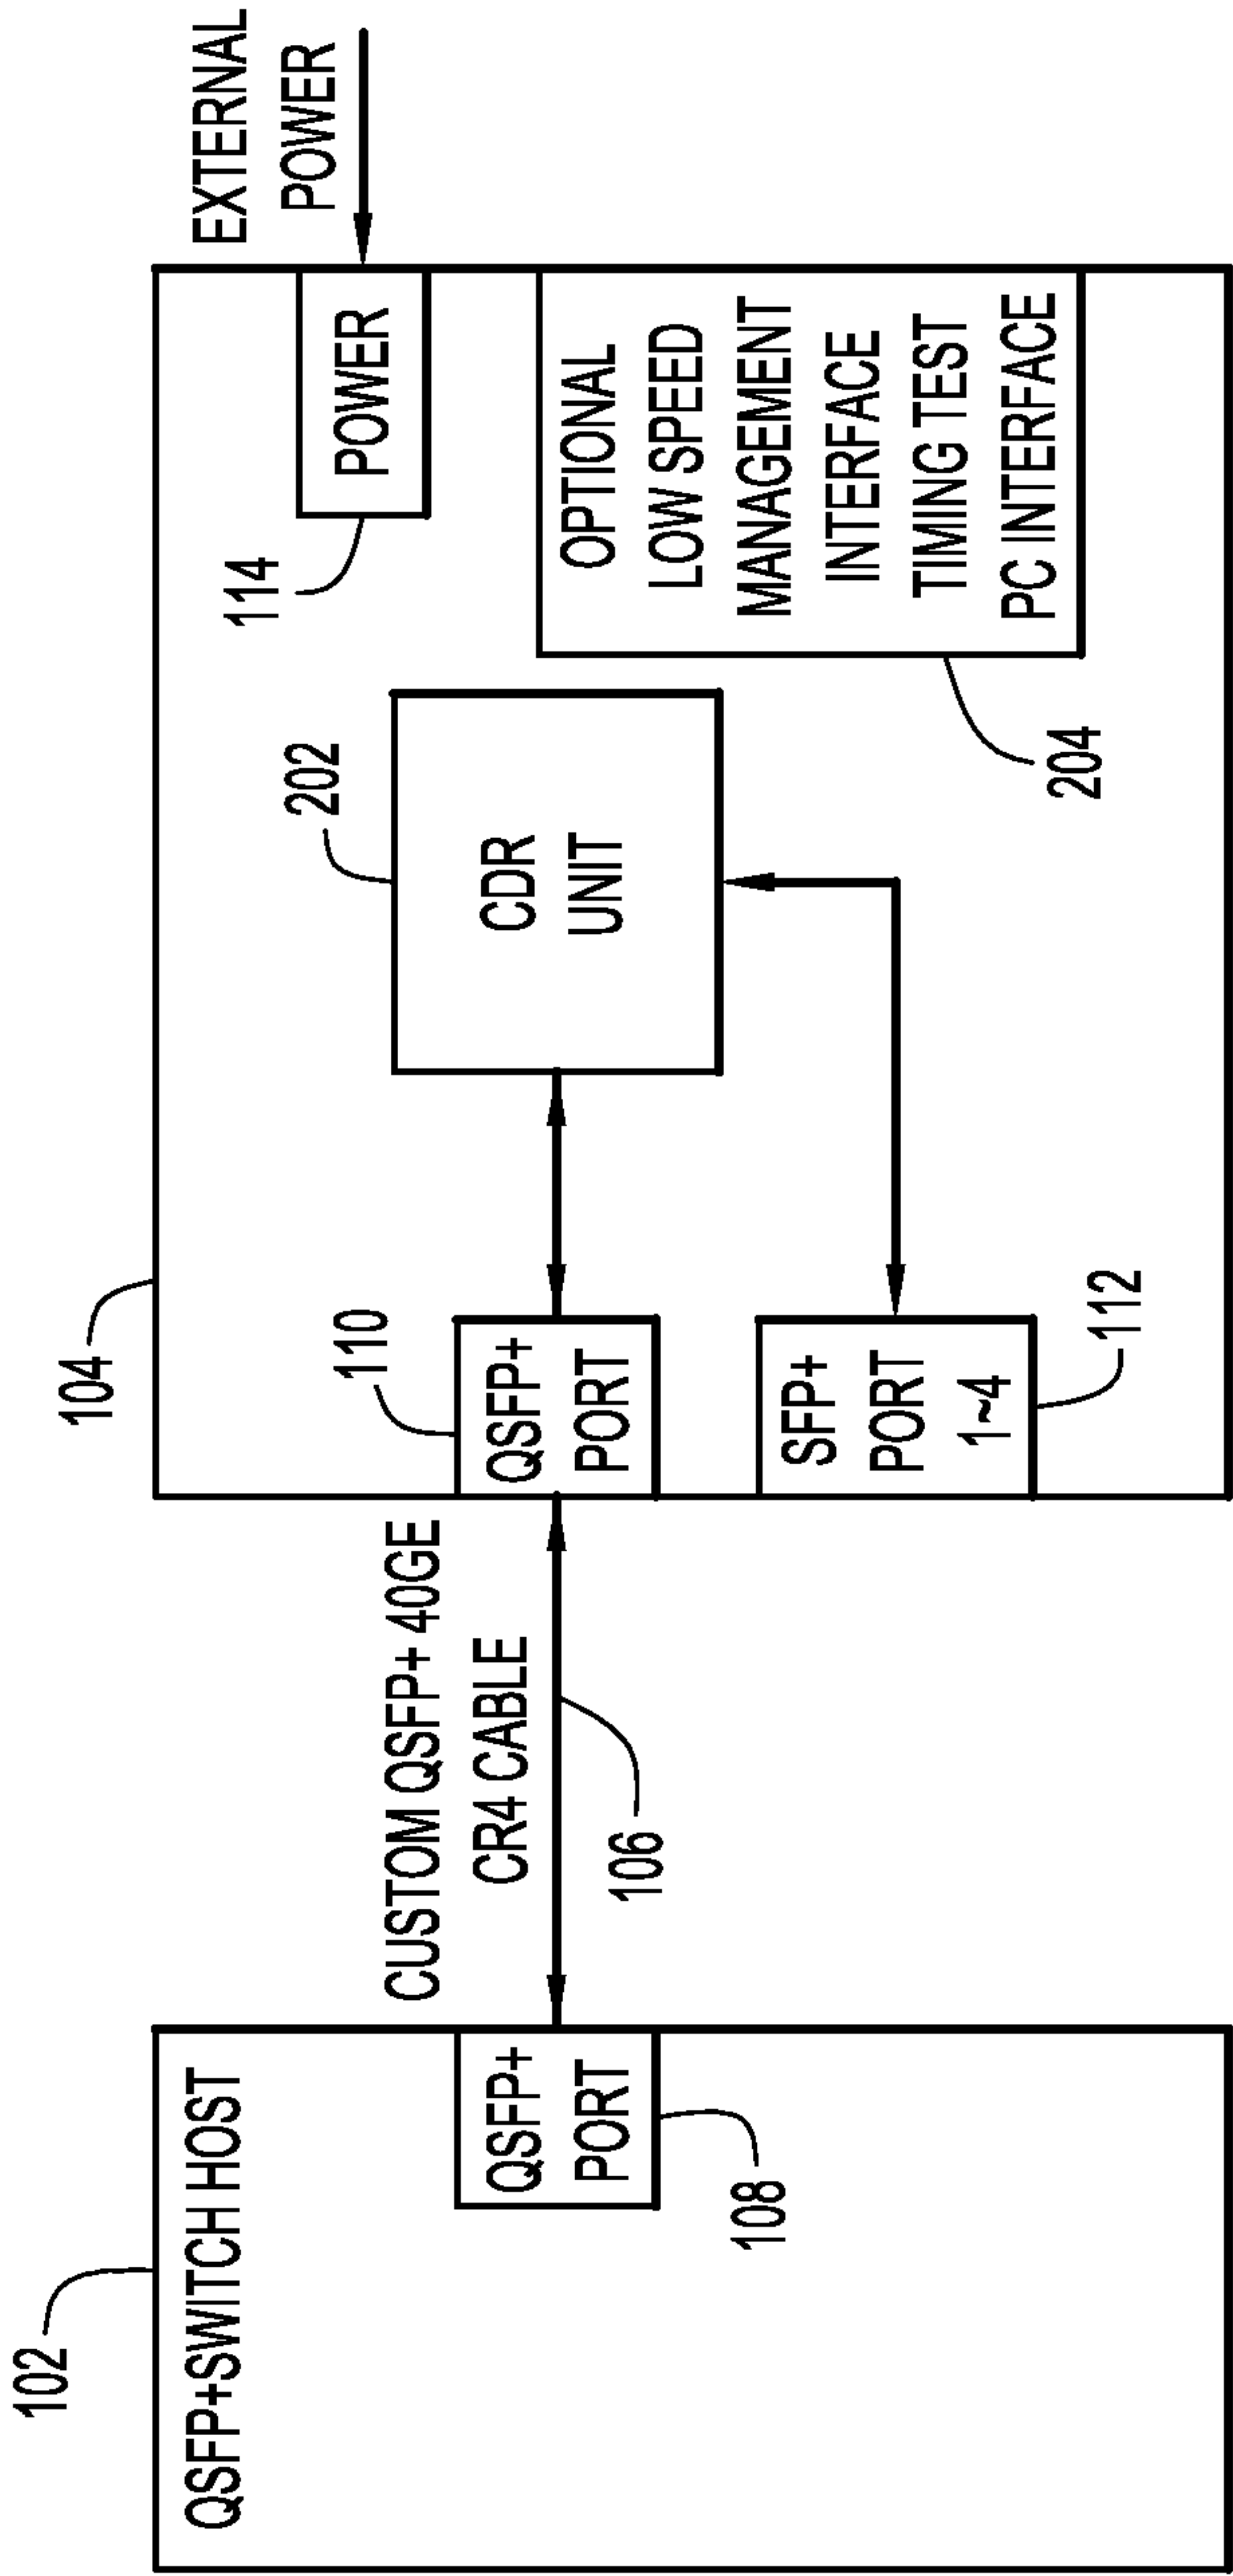 102
QSFP+SWITCH HOST
QSFP+
PORT
108
CUSTOM QSFP+ 40GE
CR4 CABLE
106
104
110
QSFP+
PORT
SFP+
PORT
1~4
112
202
CDR
UNIT
114
POWER
EXTERNAL
POWER
OPTIONAL
LOW SPEED
MANAGEMENT
INTERFACE
TIMING TEST
PC INTERFACE
204